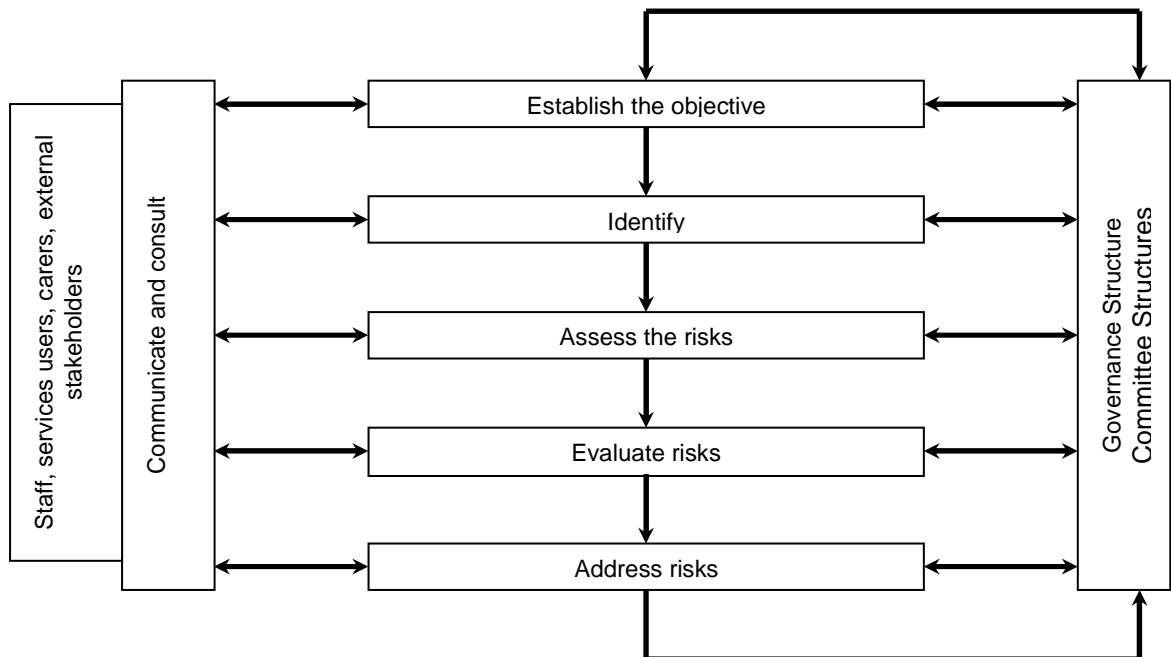 Staff, services users, carers, external
stakeholders
Communicate and consult
Establish the objective
Identify
Assess the risks
Evaluate risks
Address risks
Governance Structure
Committee Structures